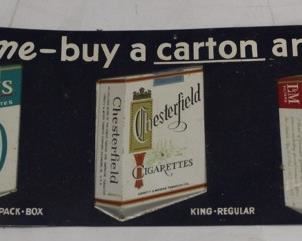 me-buy a carton an
Chesterfield
Chesterfield
CIGARETTES
L&M
PACK·BOX
KING·REGULAR